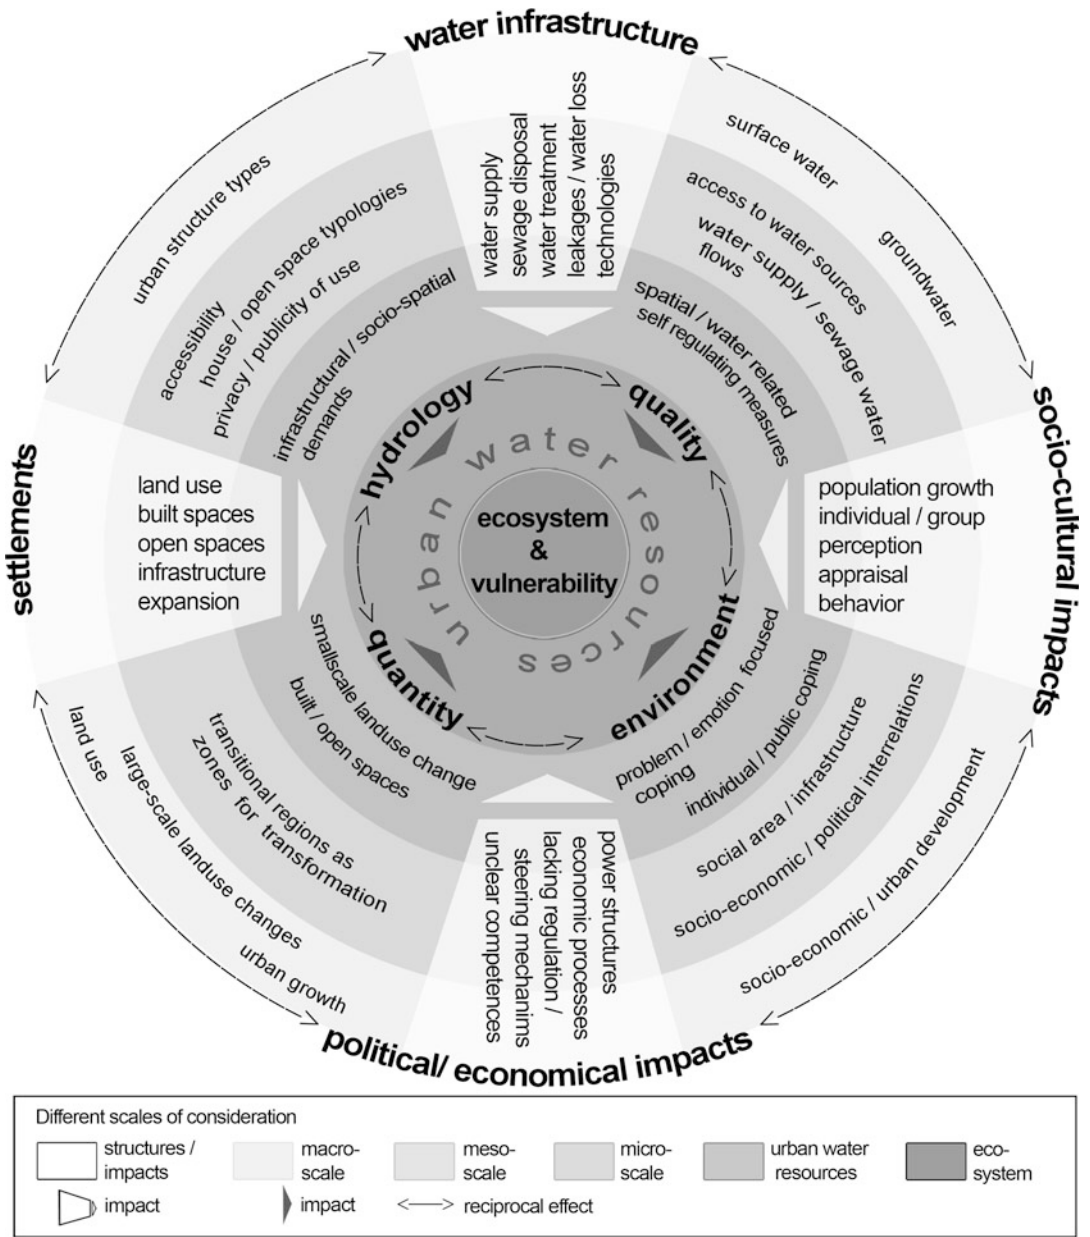 water infrastructure
water supply
sewage disposal
water treatment
leakages / water loss
technologies
urban structure types
accessibility
house / open space typologies
privacy / publicity of use
infrastructural / socio-spatial
demands
surface water
groundwater
access to water sources
water supply / sewage water
flows
spatial / water related
self regulating measures
settlements
land use
built spaces
open spaces
infrastructure
expansion
hydrology
quality
urban water resources
ecosystem
&
vulnerability
quantity
environment
socio-cultural impacts
population growth
individual / group
perception
appraisal
behavior
smallscale landuse change
built / open spaces
transitional regions as
zones for transformation
land use
large-scale landuse changes
urban growth
problem / emotion focused
coping
individual / public coping
social area / infrastructure
socio-economic / political interrelations
socio-economic / urban development
power structures
economic processes
lacking regulation /
steering mechanims
unclear competences
political/ economical impacts
Different scales of consideration
structures /
impacts
macro-
scale
meso-
scale
micro-
scale
urban water
resources
eco-
system
impact
impact
reciprocal effect